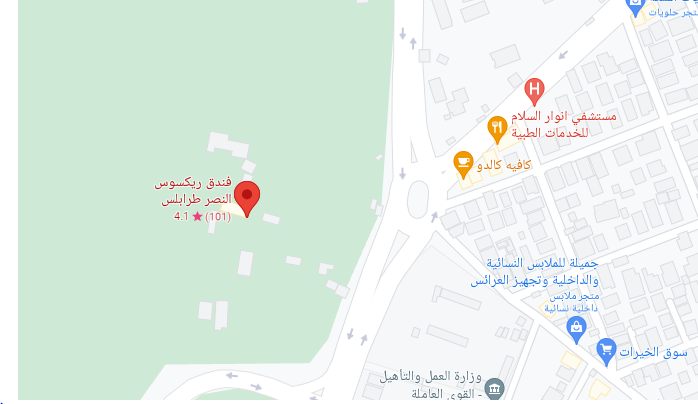 متجر حلويات
مستشفي انوار السلام
للخدمات الطبية
كافيه كالدو
فندق ريكسوس
النصر طرابلس
4.1 ★ (101)
جميلة للملابس النسائية
والداخلية وتجهيز العرائس
متجر ملابس
داخلية نسائية
سوق الخيرات
وزارة العمل والتأهيل
- القوى العاملة